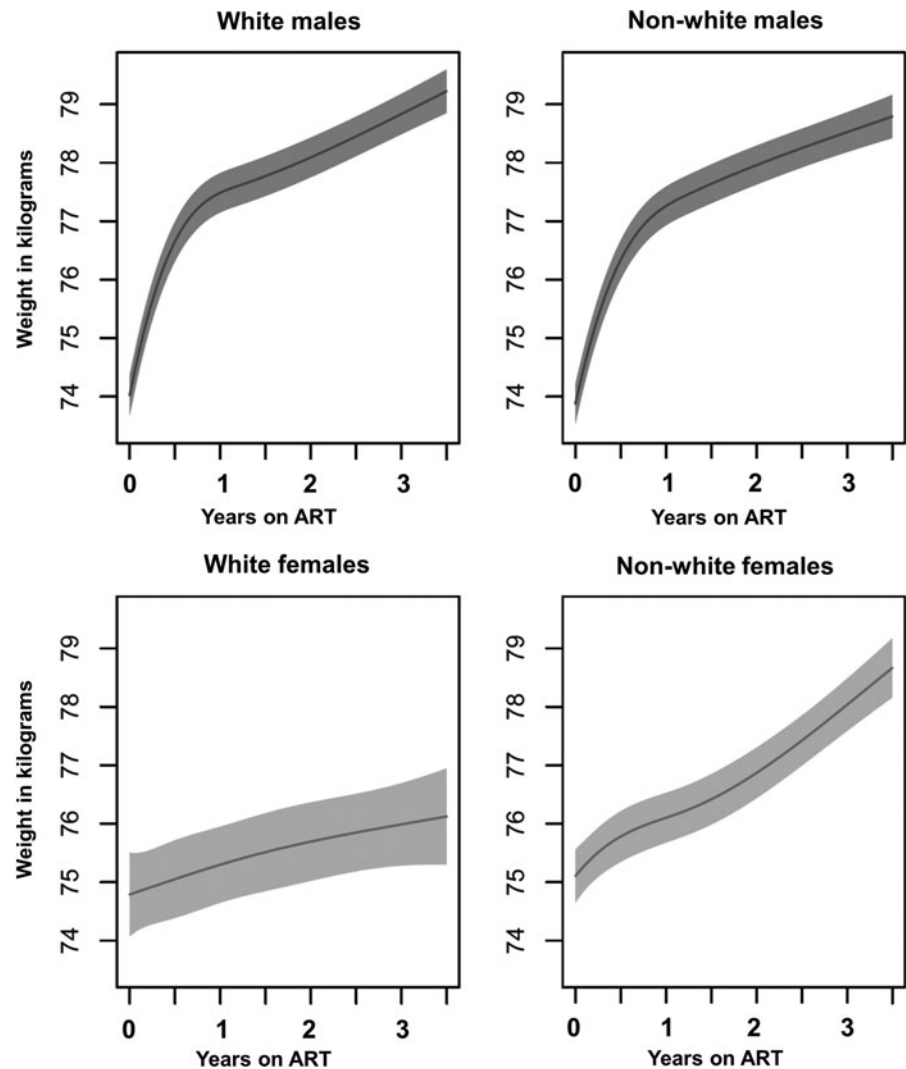 White males
Non-white males
Weight in kilograms
79
78
77
76
75
74
0 1 2 3
Years on ART
79
78
77
76
75
74
0 1 2 3
Years on ART
White females
Non-white females
Weight in kilograms
79
78
77
76
75
74
0 1 2 3
Years on ART
79
78
77
76
75
74
0 1 2 3
Years on ART